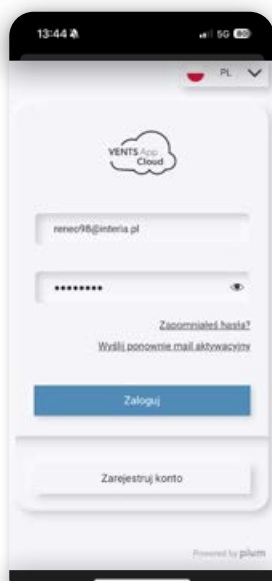 13:44
5G 80
PL
VENTS App
Cloud
renec98@interia.pl
Zapomniałeś hasła?
Wyślij ponownie mail aktywacyjny
Zaloguj
Zarejestruj konto
Powered by plum